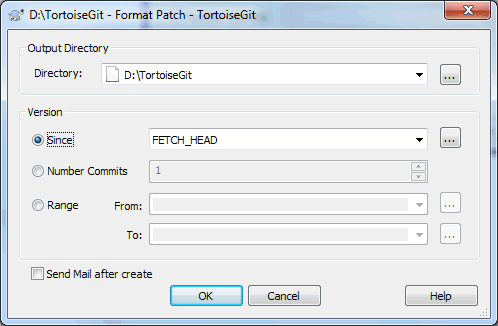 D:\TortoiseGit - Format Patch - TortoiseGit
Output Directory
Directory: D:\TortoiseGit ...
Version
Since FETCH_HEAD ...
Number Commits 1
Range From: ...
To: ...
Send Mail after create
OK Cancel Help